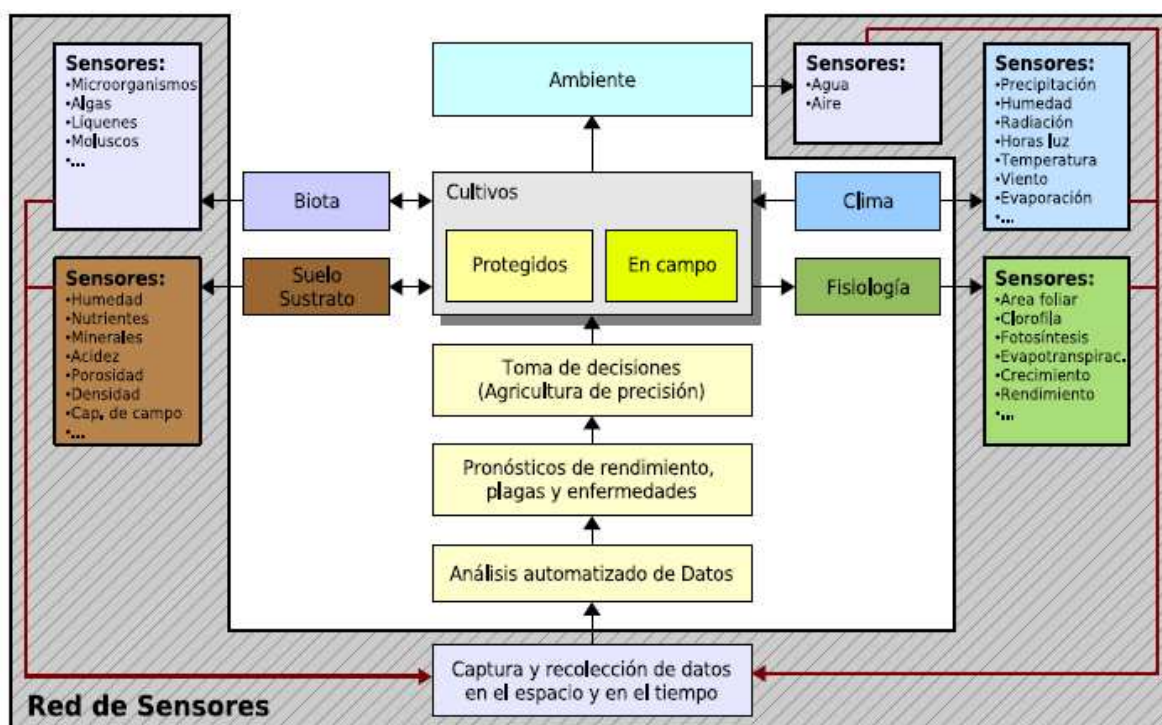 Sensores:
•Microorganismos
•Algas
•Líquenes
•Moluscos
•...
Ambiente
Sensores:
•Agua
•Aire
Sensores:
•Precipitación
•Humedad
•Radiación
•Horas luz
•Temperatura
•Viento
•Evaporación
•...
Biota
Cultivos
Protegidos
En campo
Clima
Sensores:
•Humedad
•Nutrientes
•Minerales
•Acidez
•Porosidad
•Densidad
•Cap. de campo
•...
Suelo
Sustrato
Fisiología
Sensores:
•Area foliar
•Clorofila
•Fotosíntesis
•Evapotranspirac.
•Crecimiento
•Rendimiento
•...
Toma de decisiones
(Agricultura de precisión)
Pronósticos de rendimiento,
plagas y enfermedades
Análisis automatizado de Datos
Captura y recolección de datos
en el espacio y en el tiempo
Red de Sensores